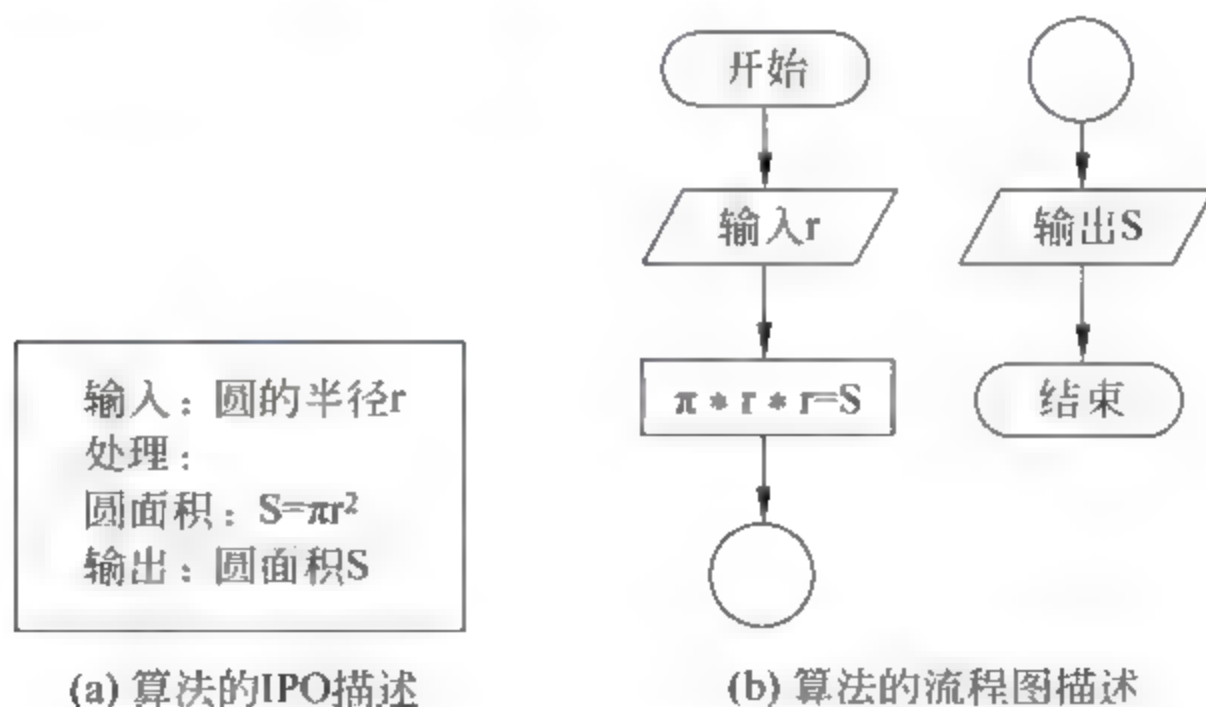 输入：圆的半径r
处理：
圆面积：S=πr²
输出：圆面积S
(a) 算法的IPO描述
开始
输入r
π * r * r=S
输出S
结束
(b) 算法的流程图描述